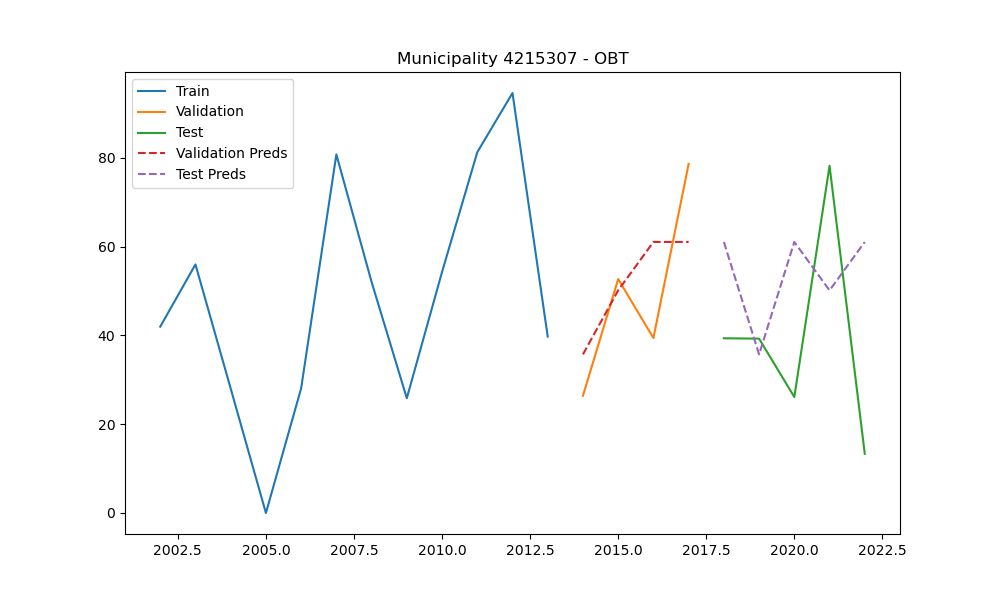 Municipality 4215307 - OBT
Train
Validation
Test
Validation Preds
Test Preds
80
60
40
20
0
2002.5 2005.0 2007.5 2010.0 2012.5 2015.0 2017.5 2020.0 2022.5